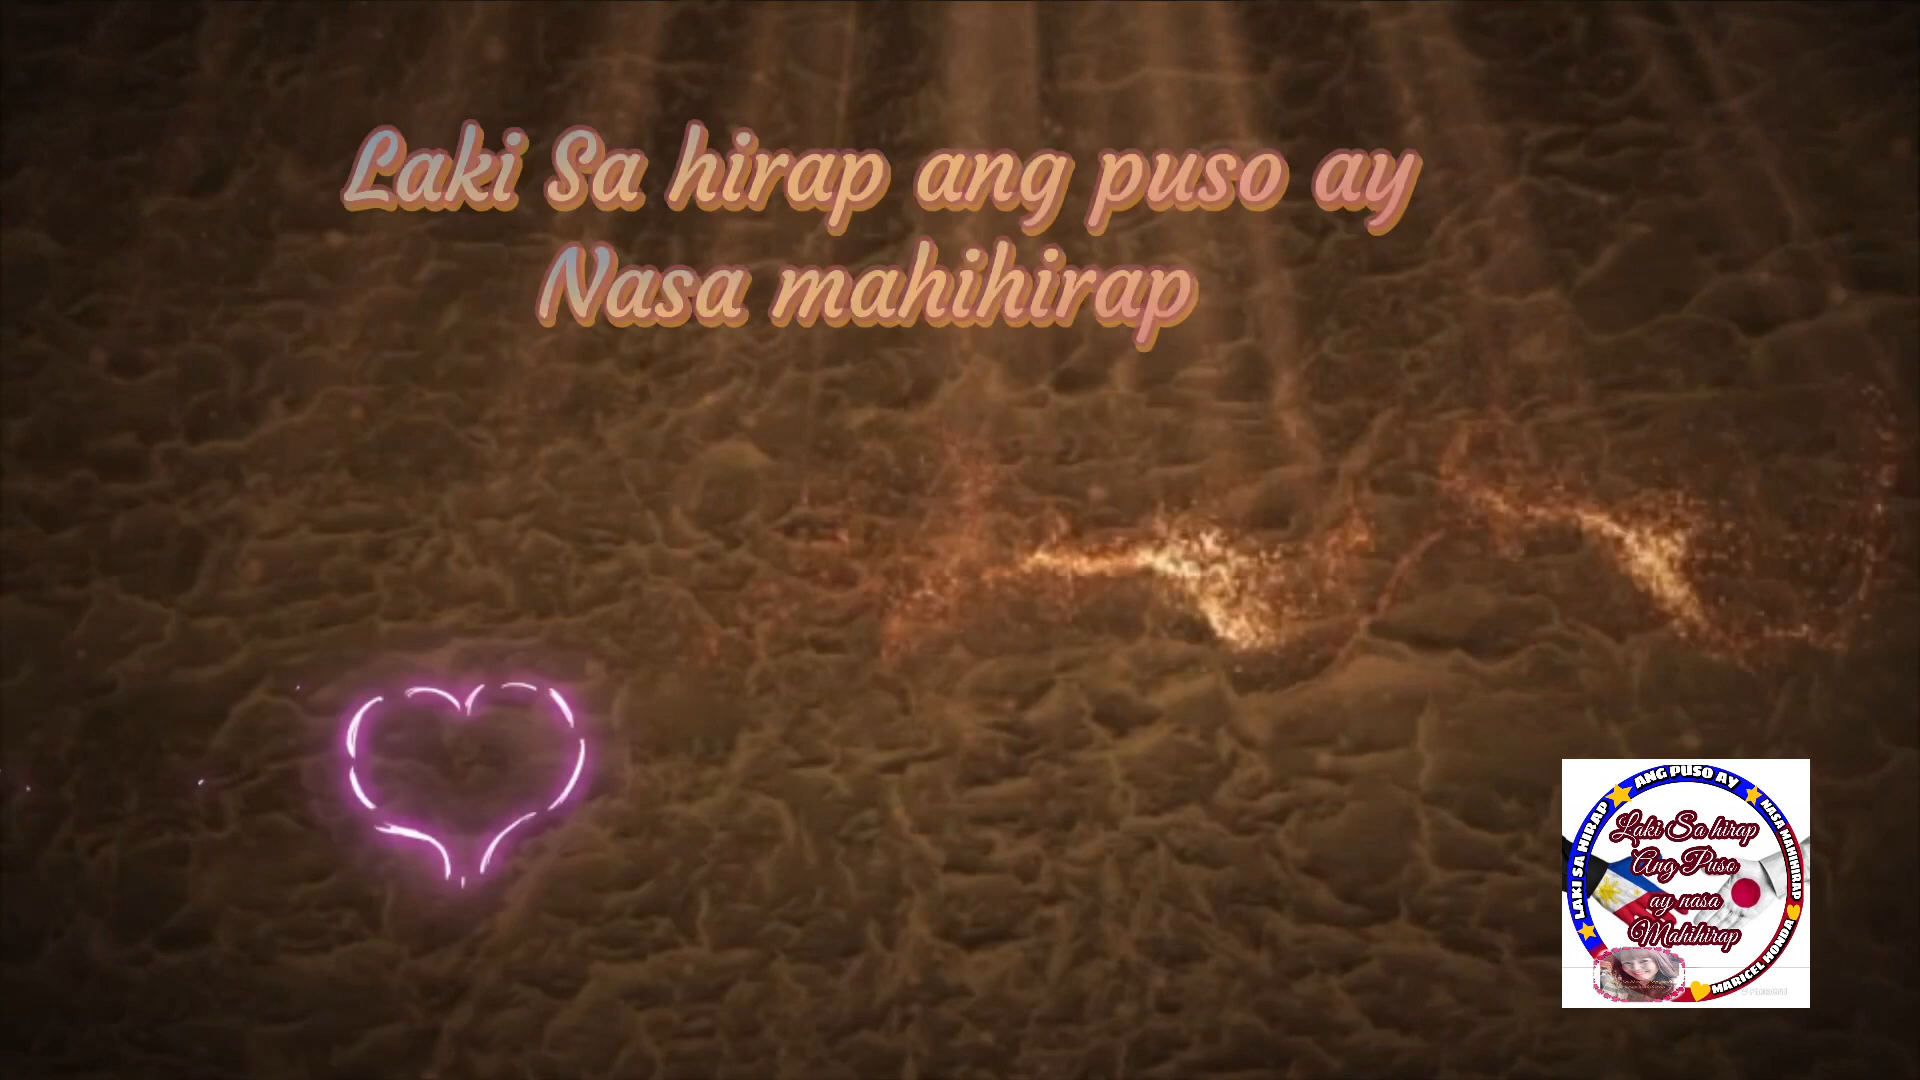 Laki Sa hirap ang puso ay
Nasa mahihirap
LAKI SA HIRAP ANG PUSO AY NASA MAHIHIRAP
Laki Sa hirap
Ang Puso
ay nasa
Mahihirap
MARICEL HONDA